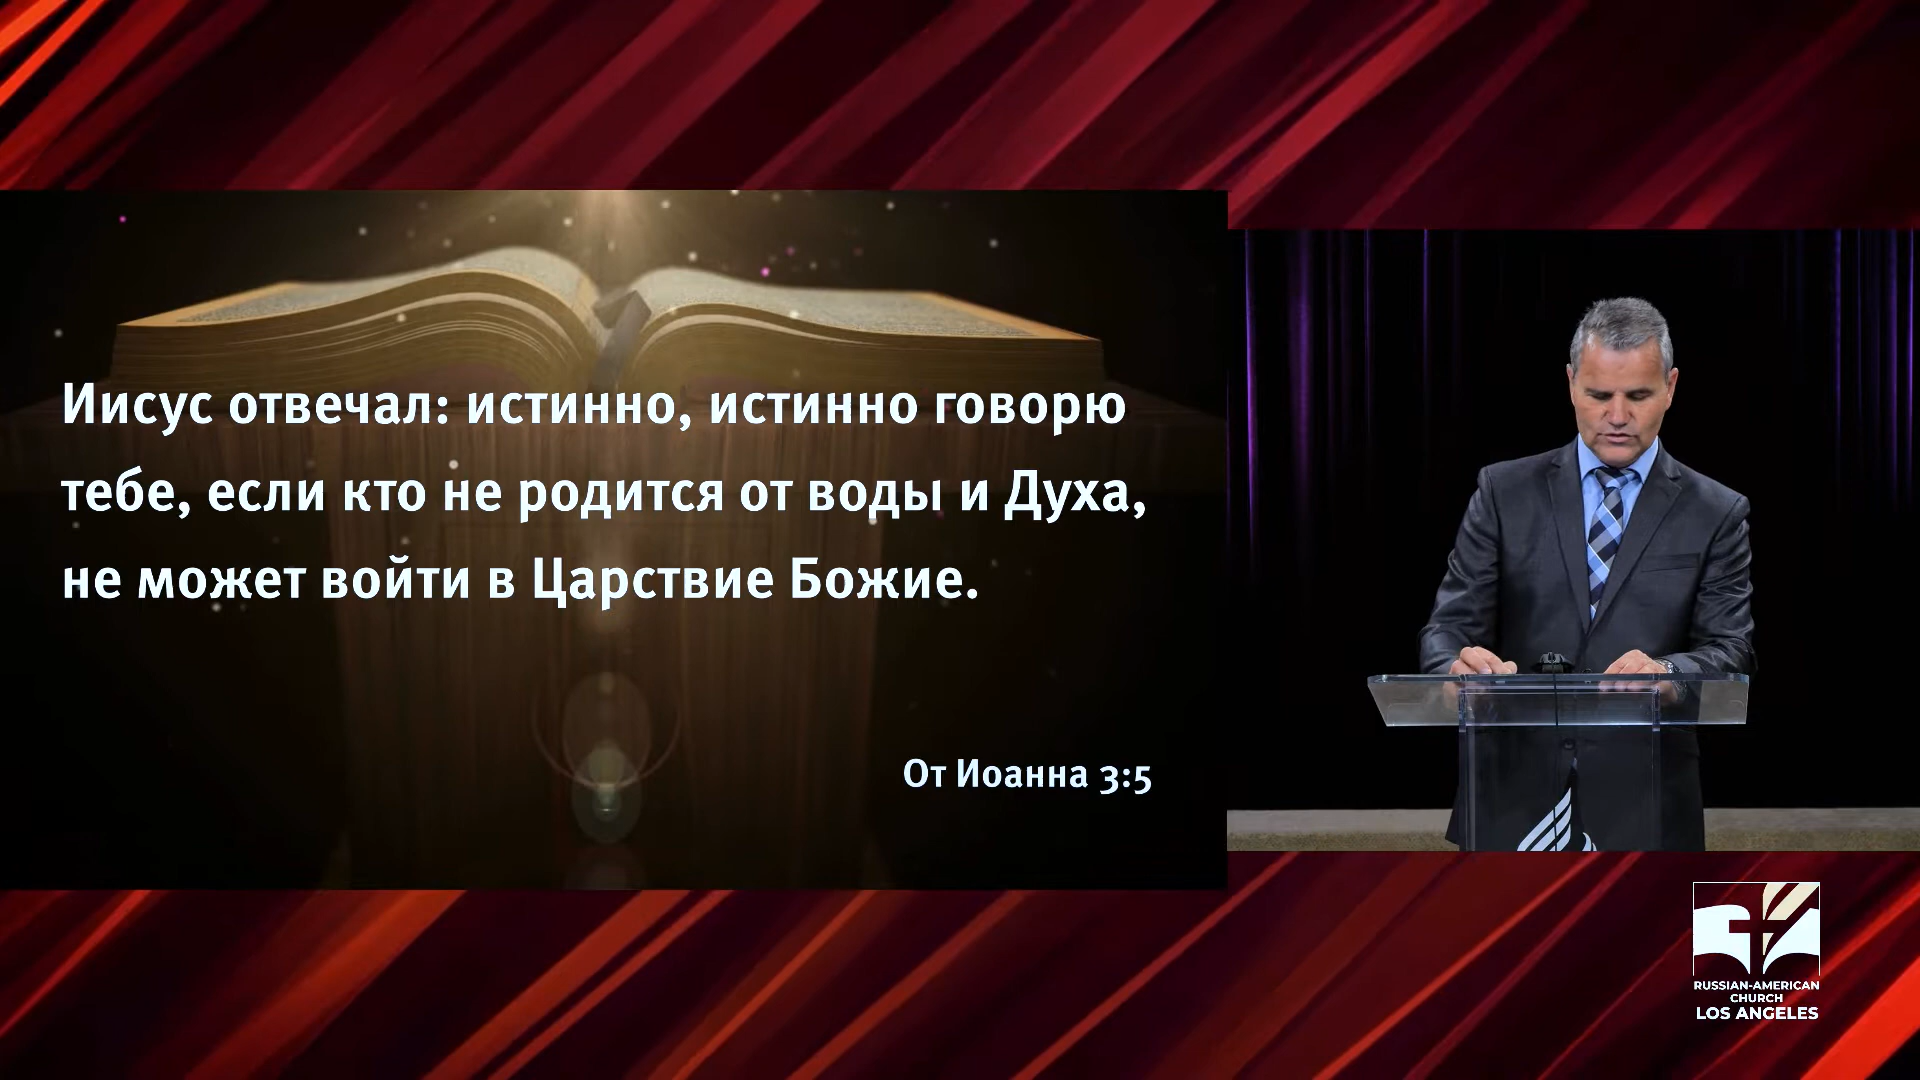 Иисус отвечал: истинно, истинно говорю
тебе, если кто не родится от воды и Духа,
не может войти в Царствие Божие.
От Иоанна 3:5
RUSSIAN-AMERICAN
CHURCH
LOS ANGELES